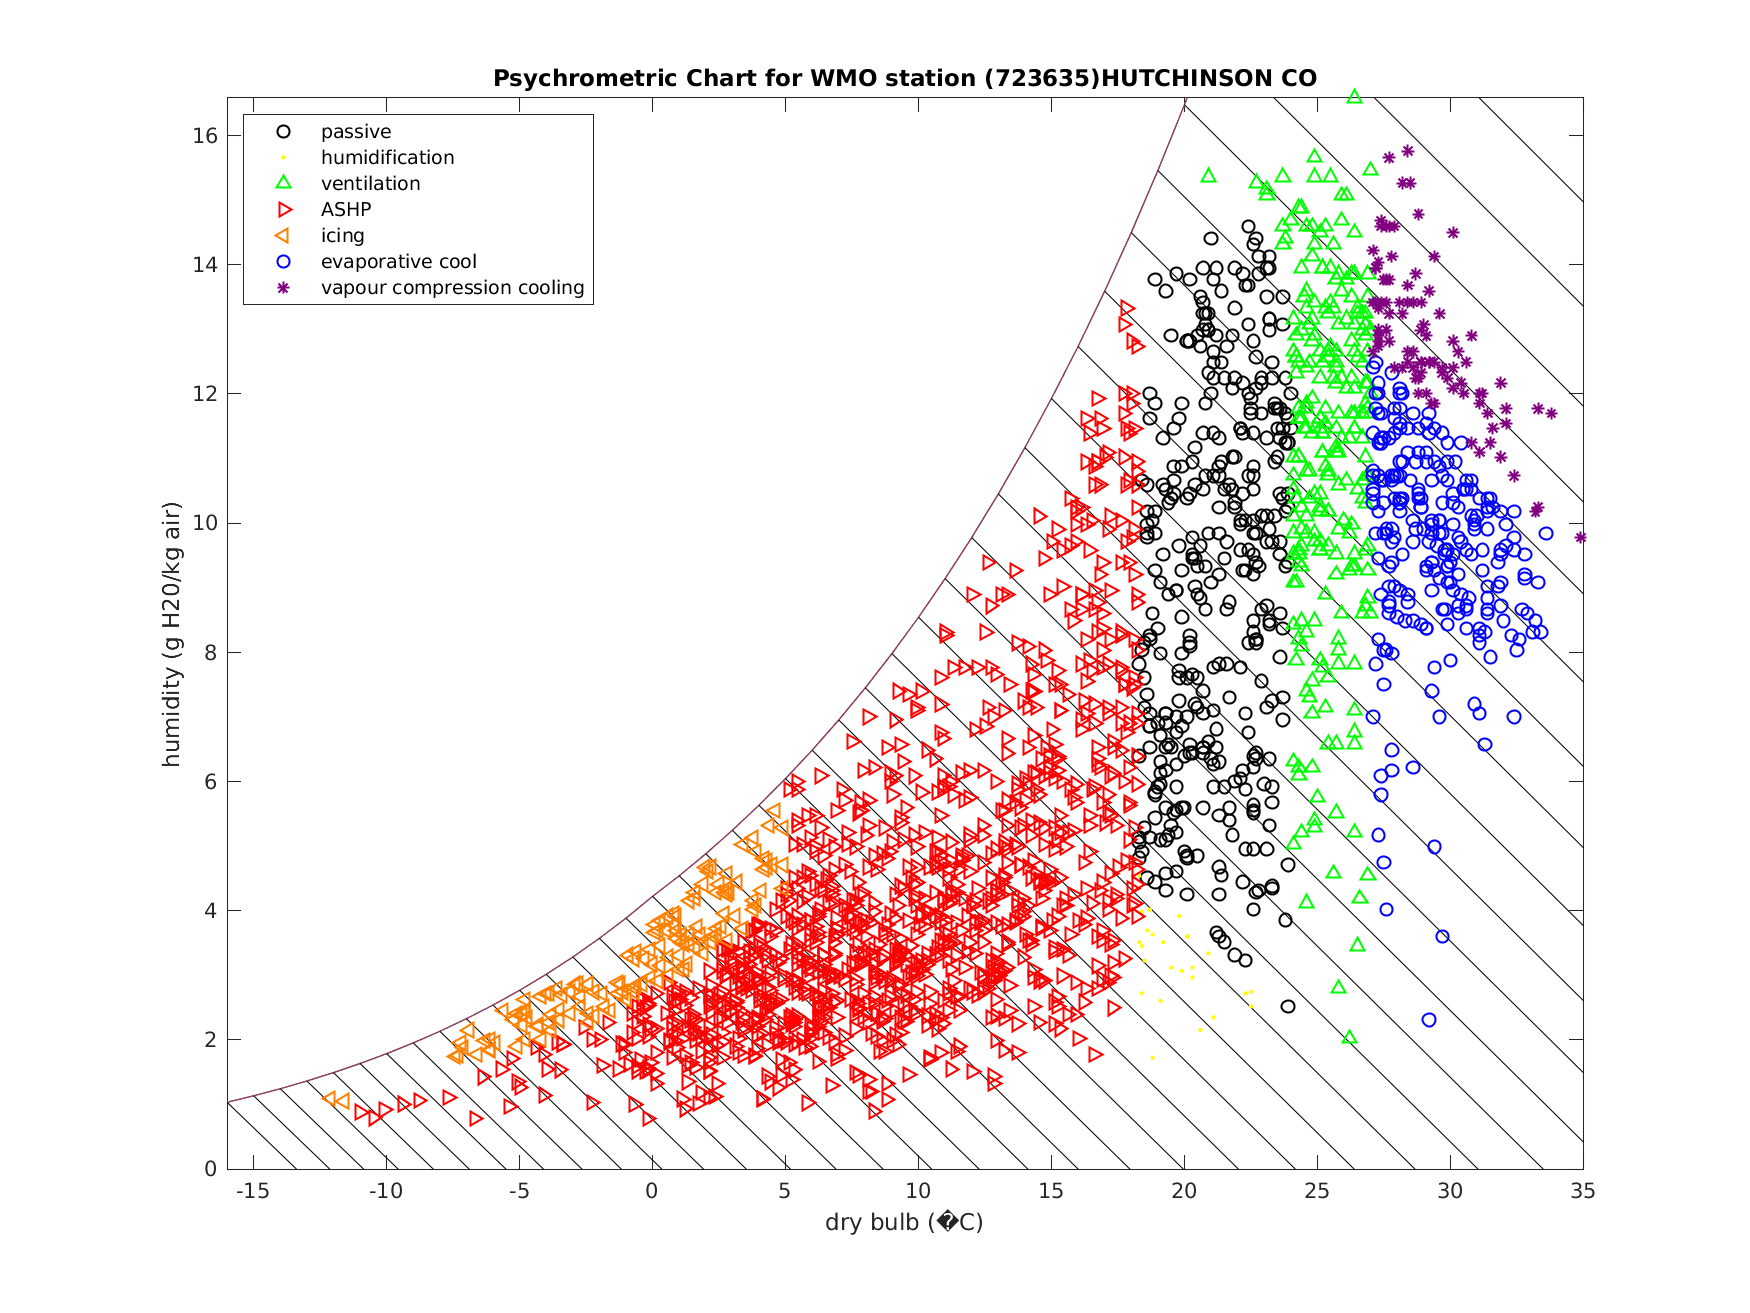 Psychrometric Chart for WMO station (723635)HUTCHINSON CO
passive
humidification
ventilation
ASHP
icing
evaporative cool
vapour compression cooling
humidity (g H20/kg air)
16
14
12
10
8
6
4
2
0
-15 -10 -5 0 5 10 15 20 25 30 35
dry bulb (�C)